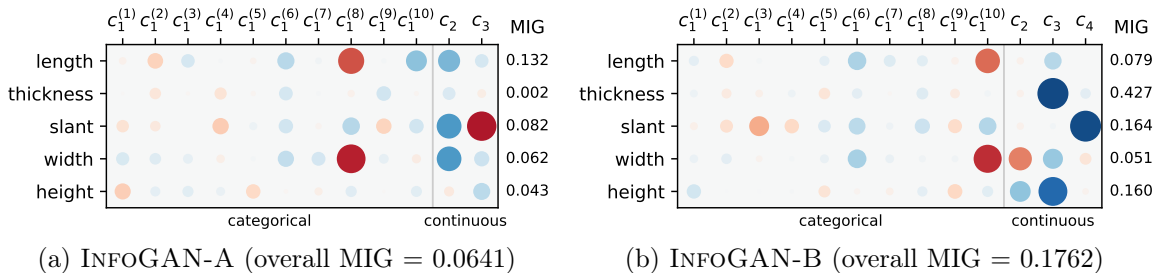 c₁⁽¹⁾ c₁⁽²⁾ c₁⁽³⁾ c₁⁽⁴⁾ c₁⁽⁵⁾ c₁⁽⁶⁾ c₁⁽⁷⁾ c₁⁽⁸⁾ c₁⁽⁹⁾ c₁⁽¹⁰⁾ c₂ c₃ MIG
length 0.132
thickness 0.002
slant 0.082
width 0.062
height 0.043
categorical continuous
(a) INFOGAN-A (overall MIG = 0.0641)
c₁⁽¹⁾ c₁⁽²⁾ c₁⁽³⁾ c₁⁽⁴⁾ c₁⁽⁵⁾ c₁⁽⁶⁾ c₁⁽⁷⁾ c₁⁽⁸⁾ c₁⁽⁹⁾ c₁⁽¹⁰⁾ c₂ c₃ c₄ MIG
length 0.079
thickness 0.427
slant 0.164
width 0.051
height 0.160
categorical continuous
(b) INFOGAN-B (overall MIG = 0.1762)